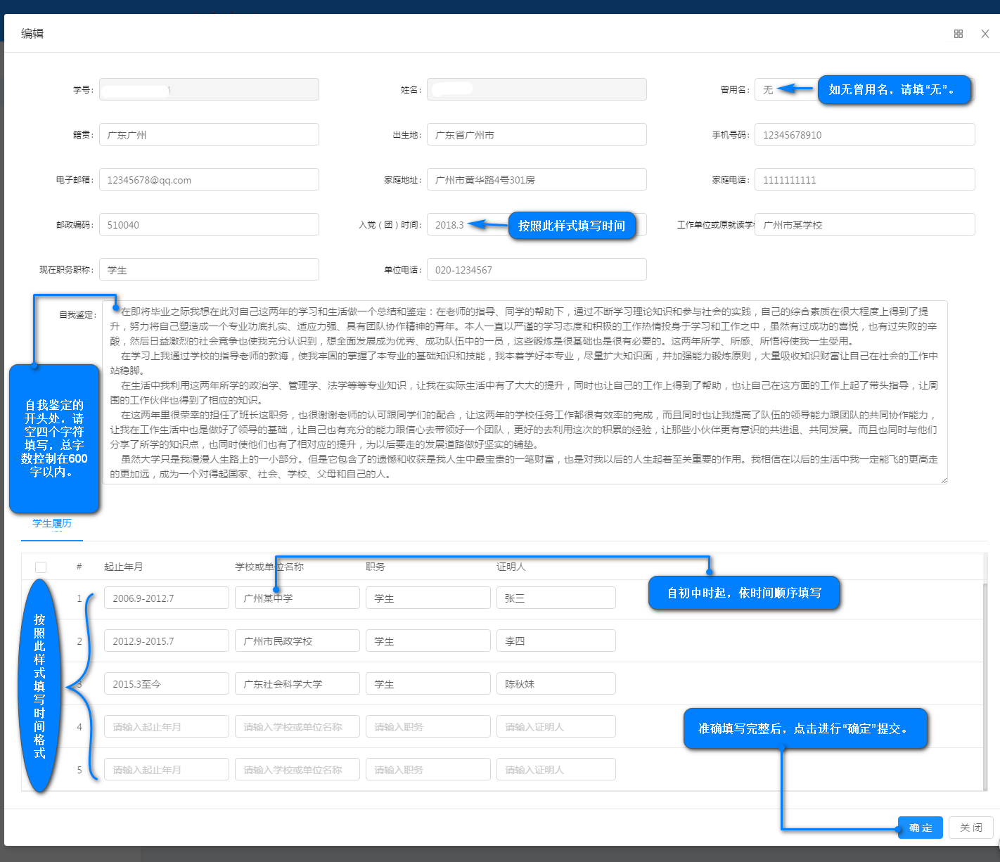 编辑
学号:
姓名:
曾用名: 无 如无曾用名，请填“无”。
籍贯: 广东广州
出生地: 广东省广州市
手机号码: 12345678910
电子邮箱: 12345678@qq.com
家庭地址: 广州市黄华路4号301房
家庭电话: 1111111111
邮政编码: 510040
入党（团）时间: 2018.3 按照此样式填写时间
工作单位或原就读学校 广州市某学校
现在职务职称: 学生
单位电话: 020-1234567
自我鉴定:
在即将毕业之际我想在此对自己这两年的学习和生活做一个总结和鉴定：在老师的指导、同学的帮助下，通过不断学习理论知识和参与社会的实践，自己的综合素质在很大程度上得到了提
升，努力将自己塑造成一个专业功底扎实、适应力强、具有团队协作精神的青年。本人一直以严谨的学习态度和积极的工作热情投身于学习和工作之中，虽然有过成功的喜悦，也有过失败的辛
酸，然后日益激烈的社会竞争也使我充分认识到，想全面发展成为优秀、成功队伍中的一员，这些锻炼是很基础也是很有必要的。这两年所学、所感、所悟将使我一生受用。
在学习上我通过学校的指导老师的教诲，使我牢固的掌握了本专业的基础知识和技能，我本着学好本专业，尽量扩大知识面，并加强能力锻炼原则，大量吸收知识财富让自己在社会的工作中
站稳脚。
在生活中我利用这两年所学的政治学、管理学、法学等等专业知识，让我在实际生活中有了大大的提升，同时也让自己的工作上得到了帮助，也让自己在这方面的工作上起了带头指导，让周
围的工作伙伴也得到了相应的知识。
在这两年里很荣幸的担任了班长这职务，也很谢谢老师的认可跟同学们的配合，让这两年的学校任务工作都很有效率的完成，而且同时也让我提高了队伍的领导能力跟团队的共同协作能力，
让我在工作生活中也是做好了领导的基础，让自己也有充分的能力跟信心去带领好一个团队，更好的去利用这次的积累的经验，让那些小伙伴更有意识的共进退、共同发展。而且也同时与他们
分享了所学的知识点，也同时使他们也有了相对应的提升，为以后要走的发展道路做好坚实的铺垫。
虽然大学只是我漫漫人生路上的一小部分。但是它包含了的遗憾和收获是我人生中最宝贵的一笔财富，也是对我以后的人生起着至关重要的作用。我相信在以后的生活中我一定能飞的更高走
的更加远，成为一个对得起国家、社会、学校、父母和自己的人。
自我鉴定的
开头处，请
空四个字符
填写，总字
数控制在600
字以内。
学生履历
# 起止年月 学校或单位名称 职务 证明人
1 2006.9-2012.7 广州某中学 学生 张三
自初中时起，依时间顺序填写
2 2012.9-2015.7 广州市民政学校 学生 李四
3 2015.3至今 广东社会科学大学 学生 陈秋妹
4 请输入起止年月 请输入学校或单位名称 请输入职务 请输入证明人
5 请输入起止年月 请输入学校或单位名称 请输入职务 请输入证明人
按照此样式填写时间格式
准确填写完整后，点击进行“确定”提交。
确 定 关 闭